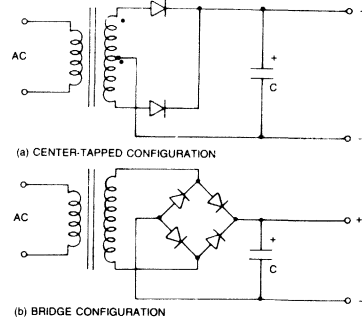 AC
+
C
-
(a) CENTER-TAPPED CONFIGURATION
AC
+
+
C
-
(b) BRIDGE CONFIGURATION